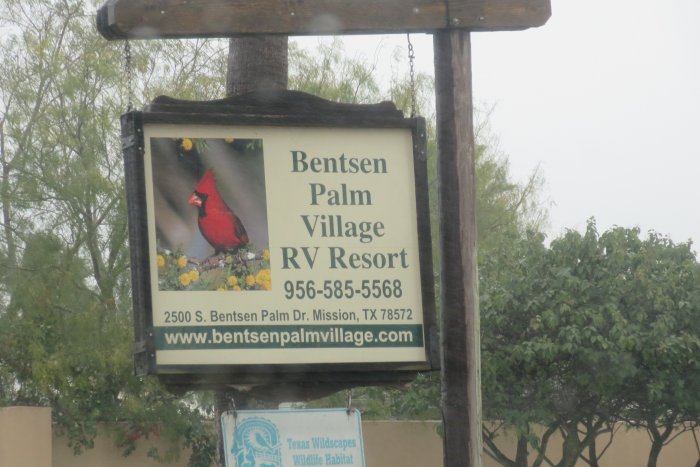 Bentsen
Palm
Village
RV Resort
956-585-5568
2500 S. Bentsen Palm Dr. Mission, TX 78572
www.bentsenpalmvillage.com
Texas Wildscapes
Wildlife Habitat